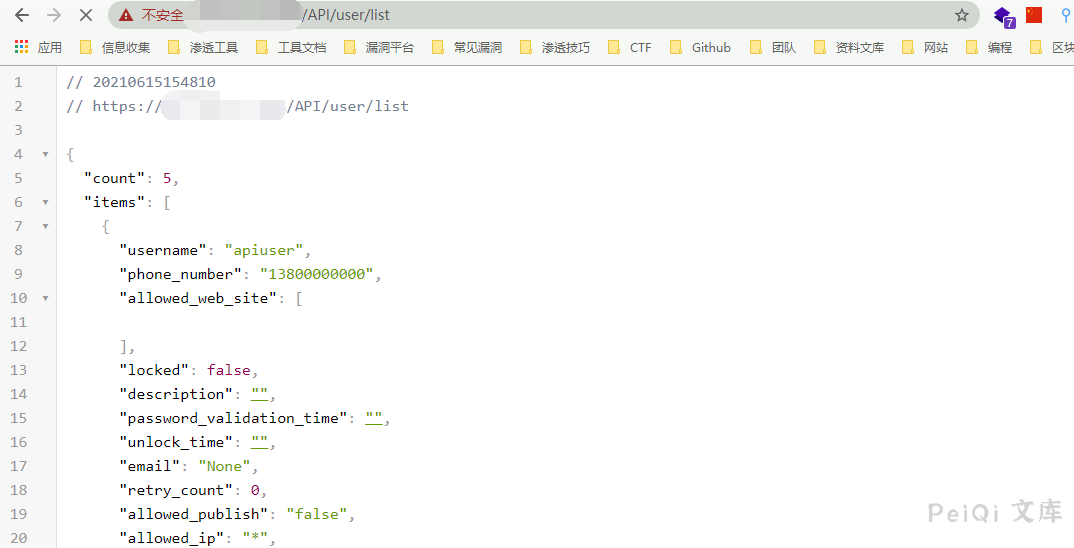 不安全 /API/user/list
7
应用 信息收集 渗透工具 工具文档 漏洞平台 常见漏洞 渗透技巧 CTF Github 团队 资料文库 网站 编程 区块
1 // 20210615154810
2 // https:// /API/user/list
3
4 {
5 "count": 5,
6 "items": [
7 {
8 "username": "apiuser",
9 "phone_number": "13800000000",
10 "allowed_web_site": [
11
12 ],
13 "locked": false,
14 "description": "",
15 "password_validation_time": "",
16 "unlock_time": "",
17 "email": "None",
18 "retry_count": 0,
19 "allowed_publish": "false",
20 "allowed_ip": "*",
PeiQi 文库